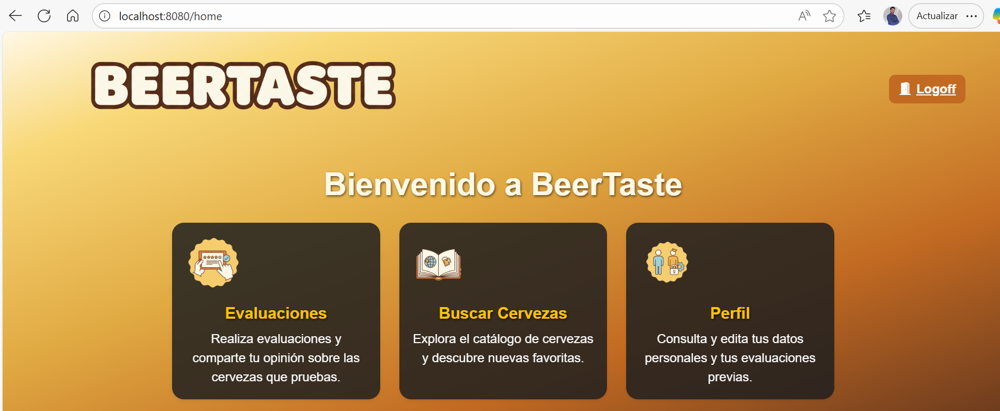 localhost:8080/home
Actualizar
BEERTASTE
Logoff
Bienvenido a BeerTaste
Evaluaciones
Realiza evaluaciones y
comparte tu opinión sobre las
cervezas que pruebas.
Buscar Cervezas
Explora el catálogo de cervezas
y descubre nuevas favoritas.
Perfil
Consulta y edita tus datos
personales y tus evaluaciones
previas.